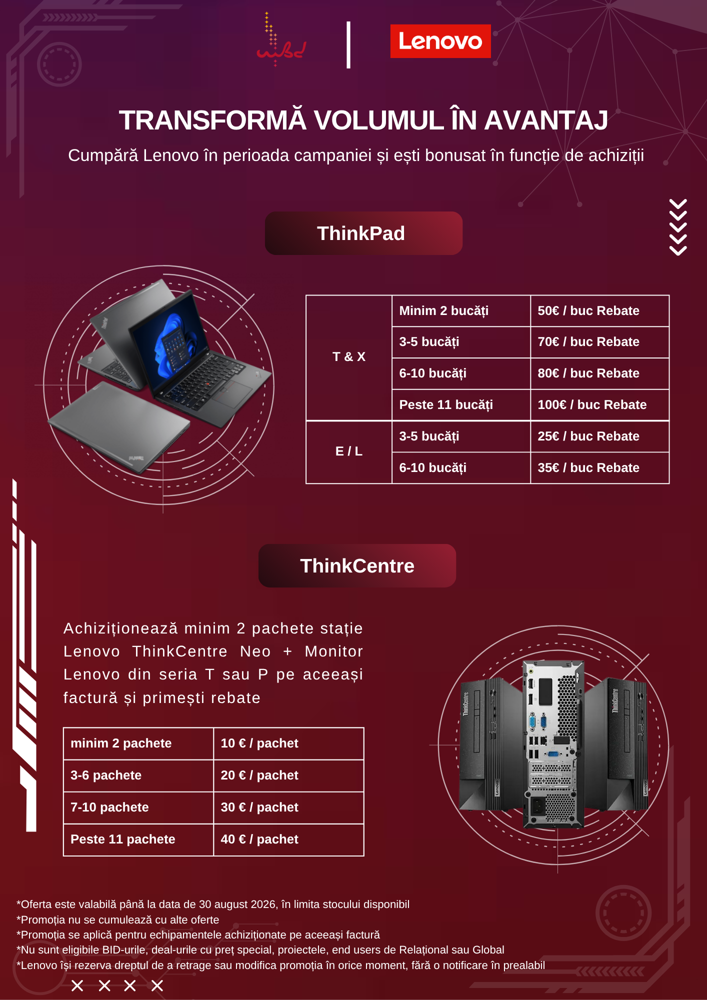 Lenovo
TRANSFORMĂ VOLUMUL ÎN AVANTAJ
Cumpără Lenovo în perioada campaniei și ești bonusat în funcție de achiziții
ThinkPad
T & X
Minim 2 bucăți 50€ / buc Rebate
3-5 bucăți 70€ / buc Rebate
6-10 bucăți 80€ / buc Rebate
Peste 11 bucăți 100€ / buc Rebate
E / L
3-5 bucăți 25€ / buc Rebate
6-10 bucăți 35€ / buc Rebate
ThinkPad
ThinkPad
ThinkCentre
Achiziționează minim 2 pachete stație
Lenovo ThinkCentre Neo + Monitor
Lenovo din seria T sau P pe aceeași
factură și primești rebate
minim 2 pachete 10 € / pachet
3-6 pachete 20 € / pachet
7-10 pachete 30 € / pachet
Peste 11 pachete 40 € / pachet
ThinkCentre
Lenovo
ThinkCentre
Lenovo
*Oferta este valabilă până la data de 30 august 2026, în limita stocului disponibil
*Promoția nu se cumulează cu alte oferte
*Promoția se aplică pentru echipamentele achiziționate pe aceeași factură
*Nu sunt eligibile BID-urile, deal-urile cu preț special, proiectele, end users de Relațional sau Global
*Lenovo își rezerva dreptul de a retrage sau modifica promoția în orice moment, fără o notificare în prealabil